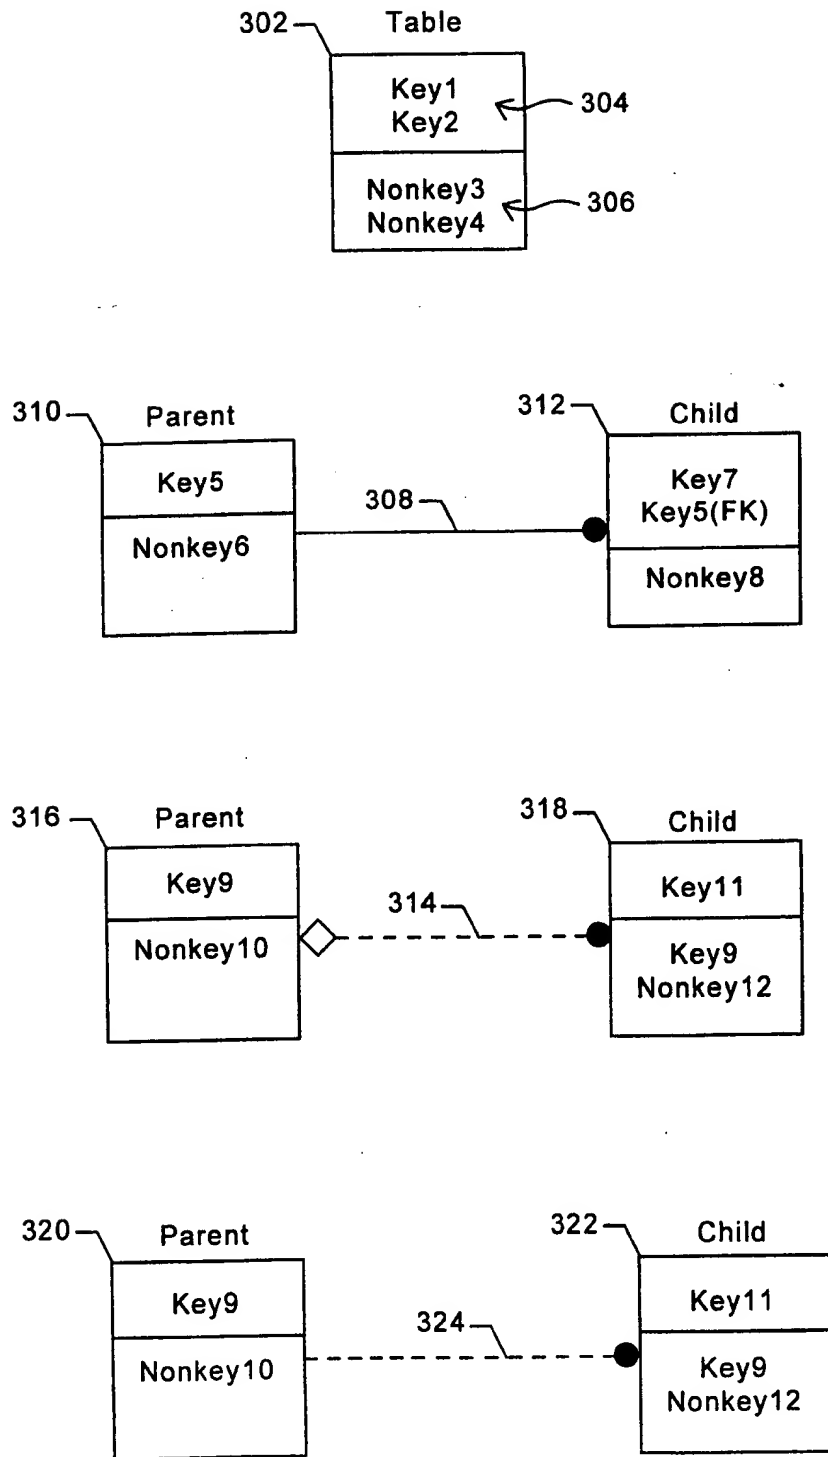 302 Table
Key1
Key2
304
Nonkey3
Nonkey4
306
310 Parent
Key5
Nonkey6
308
312 Child
Key7
Key5(FK)
Nonkey8
316 Parent
Key9
Nonkey10
314
318 Child
Key11
Key9
Nonkey12
320 Parent
Key9
Nonkey10
324
322 Child
Key11
Key9
Nonkey12